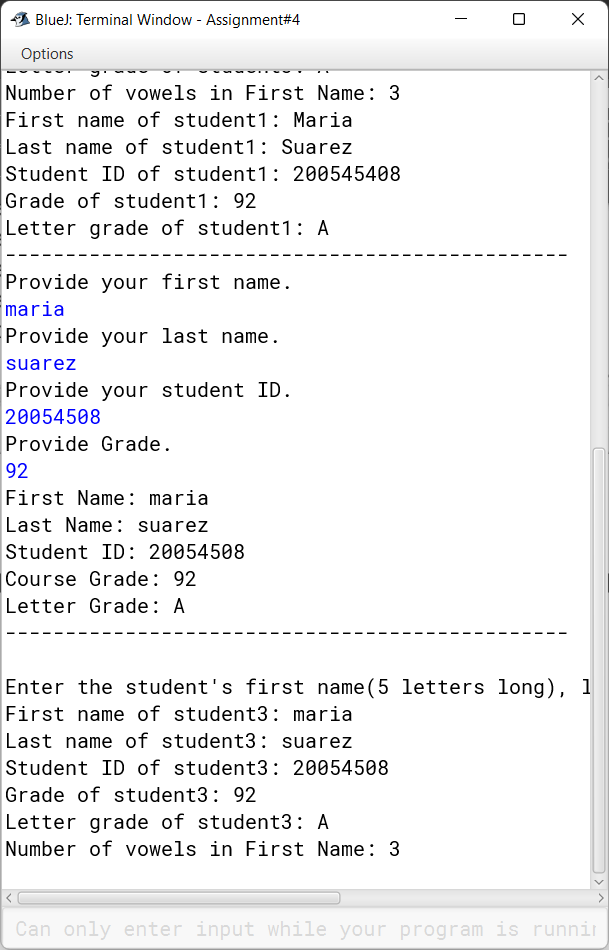 BlueJ: Terminal Window - Assignment#4
Options
Letter grade of student3: A
Number of vowels in First Name: 3
First name of student1: Maria
Last name of student1: Suarez
Student ID of student1: 200545408
Grade of student1: 92
Letter grade of student1: A
-----------------------------------------------
Provide your first name.
maria
Provide your last name.
suarez
Provide your student ID.
20054508
Provide Grade.
92
First Name: maria
Last Name: suarez
Student ID: 20054508
Course Grade: 92
Letter Grade: A
-----------------------------------------------
Enter the student's first name(5 letters long), l
First name of student3: maria
Last name of student3: suarez
Student ID of student3: 20054508
Grade of student3: 92
Letter grade of student3: A
Number of vowels in First Name: 3
Can only enter input while your program is runnin